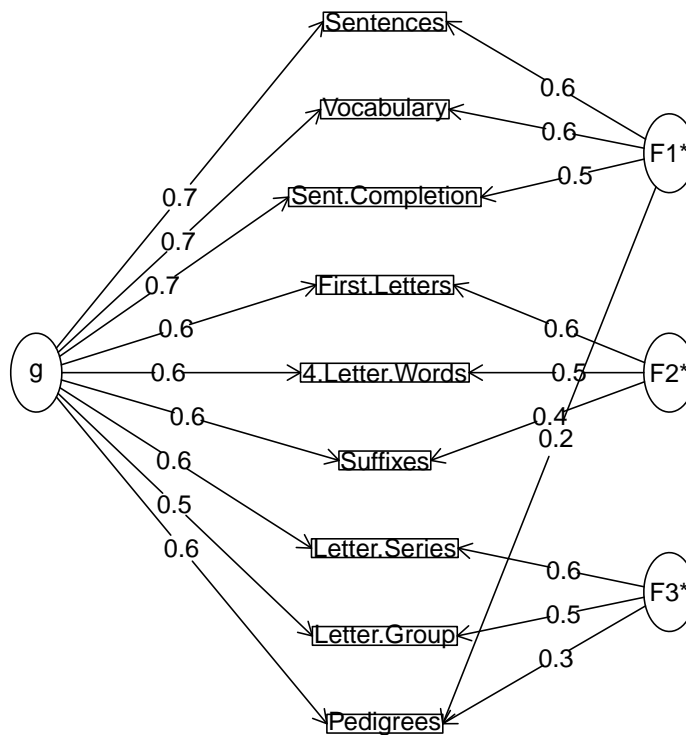 Sentences
0.6
Vocabulary
0.6
F1*
0.5
0.7
Sent.Completion
0.7
0.7
First.Letters
0.6
0.6
g
0.6
4.Letter.Words
0.5
F2*
0.6
0.4
0.2
Suffixes
0.6
0.5
Letter.Series
0.6
0.6
F3*
0.5
Letter.Group
0.3
Pedigrees